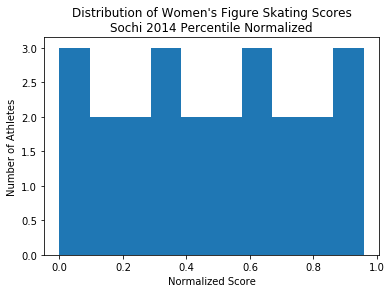 Distribution of Women's Figure Skating Scores
Sochi 2014 Percentile Normalized
3.0
2.5
2.0
1.5
1.0
0.5
0.0
Number of Athletes
0.0 0.2 0.4 0.6 0.8 1.0
Normalized Score